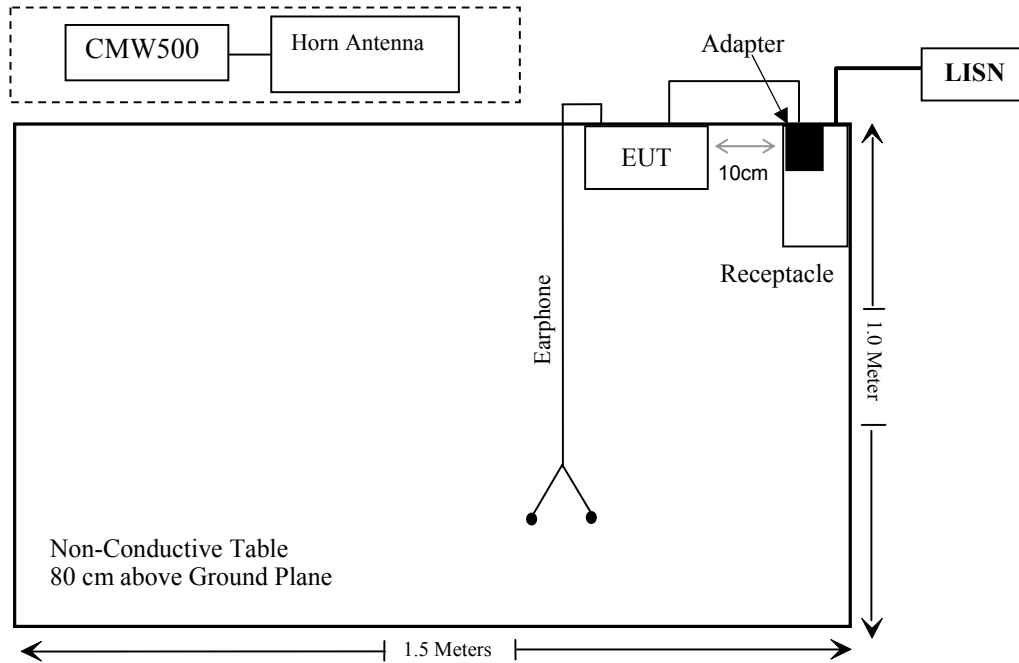 CMW500
Horn Antenna
Adapter
LISN
EUT
10cm
Receptacle
Earphone
1.0 Meter
Non-Conductive Table
80 cm above Ground Plane
1.5 Meters